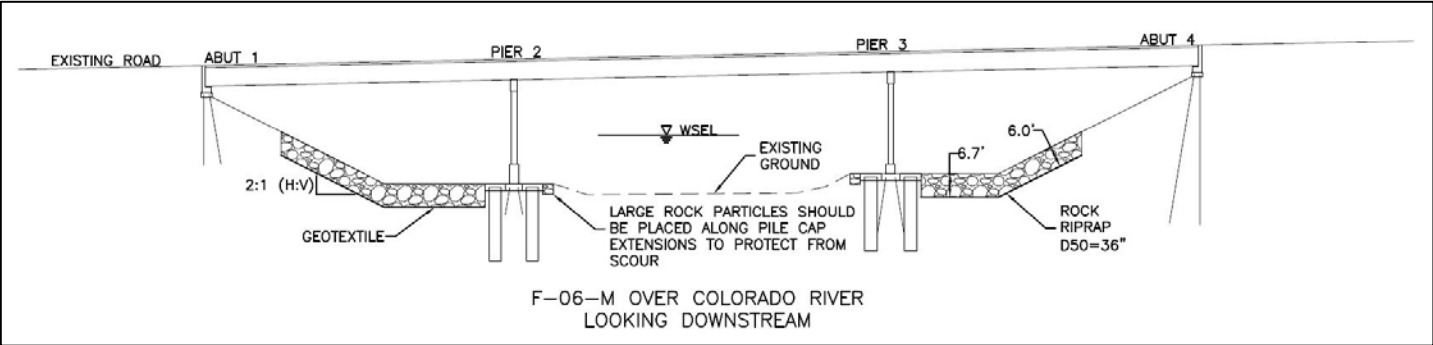 EXISTING ROAD
ABUT 1
PIER 2
PIER 3
ABUT 4
WSEL
EXISTING
GROUND
6.0'
6.7'
2:1 (H:V)
GEOTEXTILE
LARGE ROCK PARTICLES SHOULD
BE PLACED ALONG PILE CAP
EXTENSIONS TO PROTECT FROM
SCOUR
ROCK
RIPRAP
D50=36"
F-06-M OVER COLORADO RIVER
LOOKING DOWNSTREAM